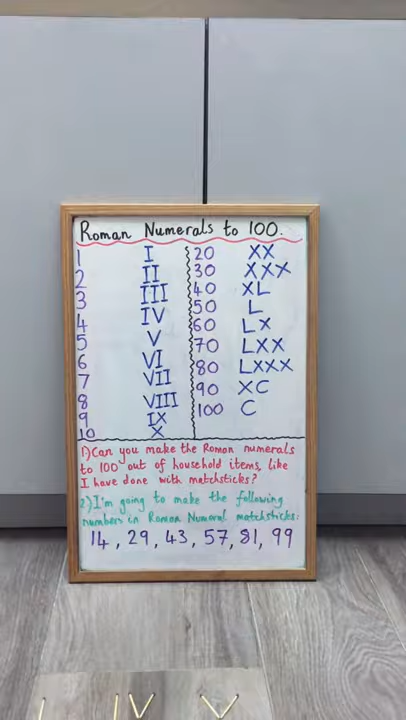 Roman Numerals to 100.
1 I 20 XX
2 II 30 XXX
3 III 40 XL
4 IV 50 L
5 V 60 LX
6 VI 70 LXX
7 VII 80 LXXX
8 VIII 90 XC
9 IX 100 C
10 X
1) Can you make the Roman numerals
to 100 out of household items, like
I have done with matchsticks?
2) I'm going to make the following
numbers in Roman Numeral matchsticks:
14, 29, 43, 57, 81, 99
I IV V